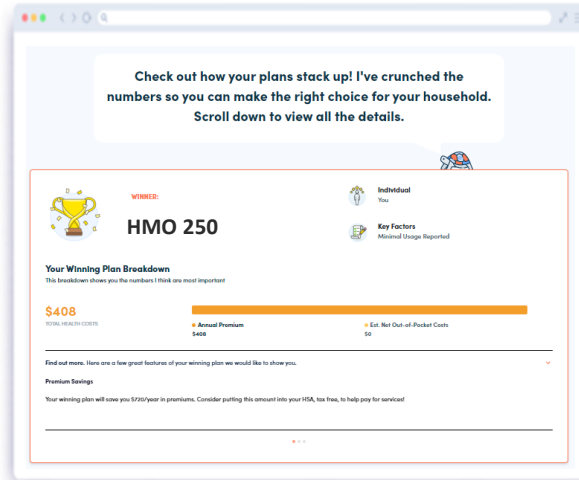 Check out how your plans stack up! I've crunched the
numbers so you can make the right choice for your household.
Scroll down to view all the details.
WINNER:
HMO 250
Individual
You
Key Factors
Minimal Usage Reported
Your Winning Plan Breakdown
This breakdown shows you the numbers I think are most important
$408
TOTAL HEALTH COSTS
Annual Premium
$408
Est. Net Out-of-Pocket Costs
$0
Find out more. Here are a few great features of your winning plan we would like to show you.
Premium Savings
Your winning plan will save you $720/year in premiums. Consider putting this amount into your HSA, tax free, to help pay for services!